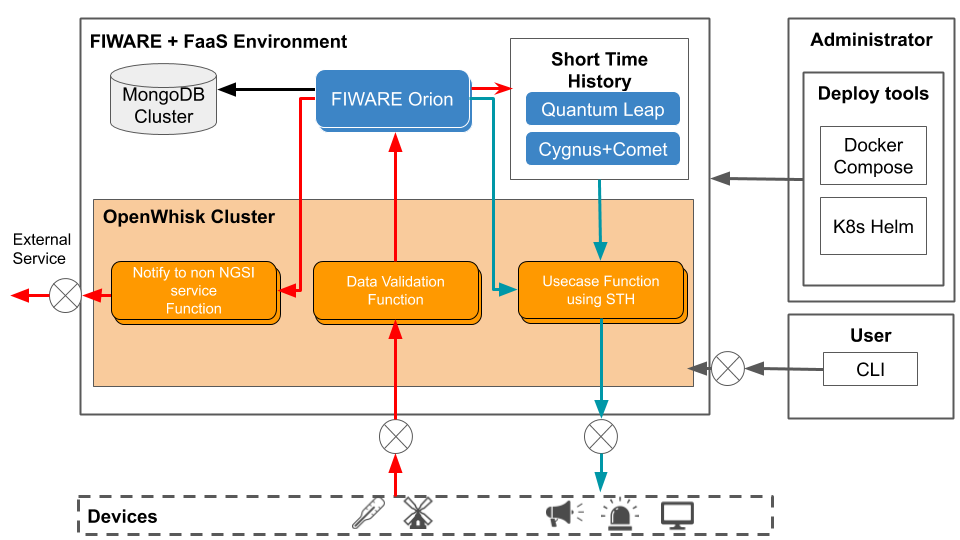 FIWARE + FaaS Environment
MongoDB
Cluster
FIWARE Orion
Short Time
History
Quantum Leap
Cygnus+Comet
Administrator
Deploy tools
Docker
Compose
K8s Helm
OpenWhisk Cluster
External
Service
Notify to non NGSI
service
Function
Data Validation
Function
Usecase Function
using STH
User
CLI
Devices